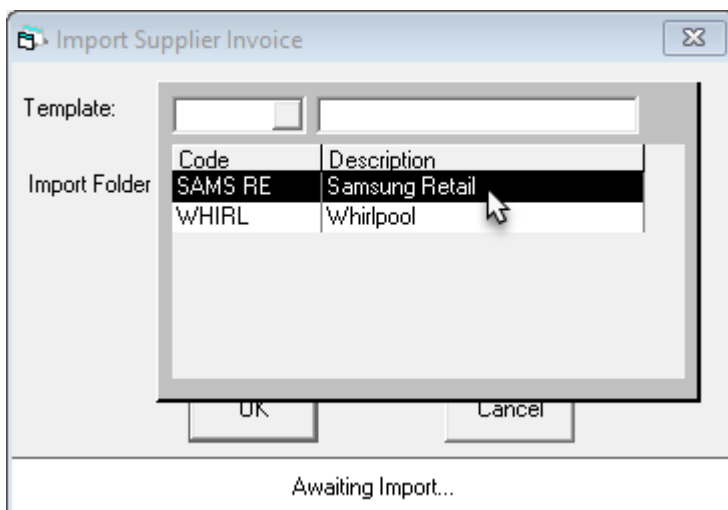 Import Supplier Invoice
Template:
Code Description
Import Folder SAMS RE Samsung Retail
WHIRL Whirlpool
OK Cancel
Awaiting Import...